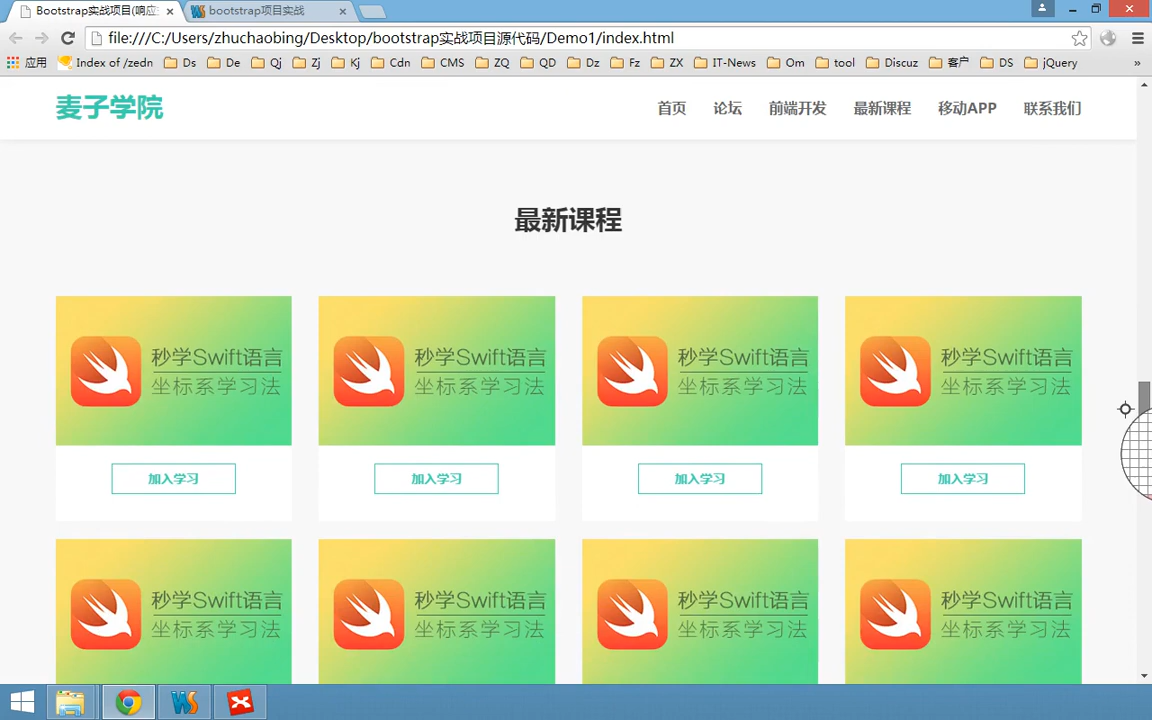 Bootstrap实战项目(响应:
bootstrap项目实战
file:///C:/Users/zhuchaobing/Desktop/bootstrap实战项目源代码/Demo1/index.html
应用 Index of /zedn Ds De Qj Zj Kj Cdn CMS ZQ QD Dz Fz ZX IT-News Om tool Discuz 客户 DS jQuery »
麦子学院
首页 论坛 前端开发 最新课程 移动APP 联系我们
最新课程
秒学Swift语言 秒学Swift语言 秒学Swift语言 秒学Swift语言
坐标系学习法 坐标系学习法 坐标系学习法 坐标系学习法
加入学习 加入学习 加入学习 加入学习
秒学Swift语言 秒学Swift语言 秒学Swift语言 秒学Swift语言
坐标系学习法 坐标系学习法 坐标系学习法 坐标系学习法